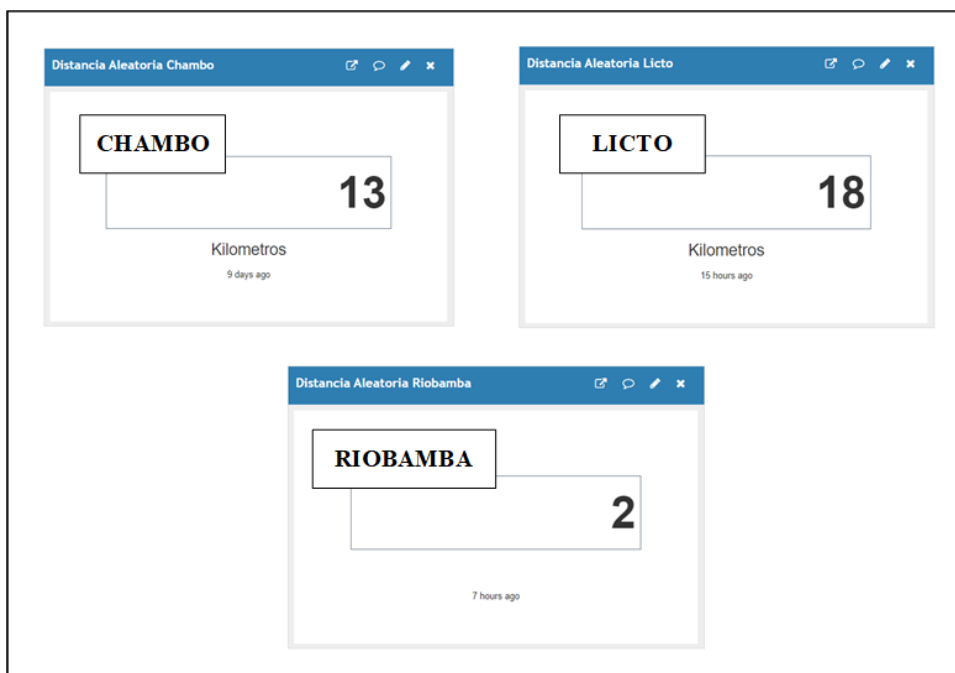 Distancia Aleatoria Chambo
CHAMBO
13
Kilometros
9 days ago
Distancia Aleatoria Licto
LICTO
18
Kilometros
15 hours ago
Distancia Aleatoria Riobamba
RIOBAMBA
2
7 hours ago